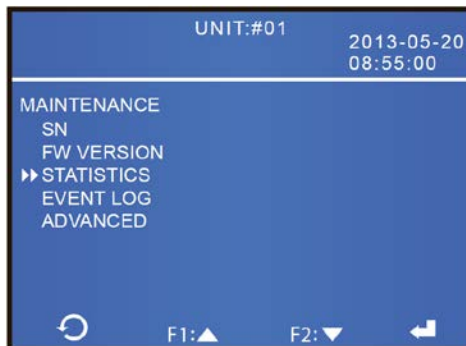 UNIT:#01
2013-05-20
08:55:00
MAINTENANCE
SN
FW VERSION
STATISTICS
EVENT LOG
ADVANCED
F1:▲ F2:▼